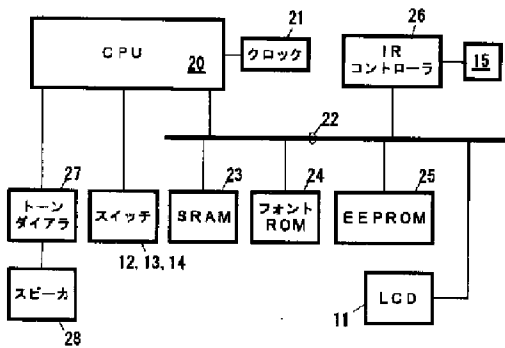 21
26
CPU
20
クロック
IR
コントローラ
15
22
27
23
24
25
トーン
ダイアラ
スイッチ
SRAM
フォント
ROM
EEPROM
12, 13, 14
スピーカ
28
11
LCD